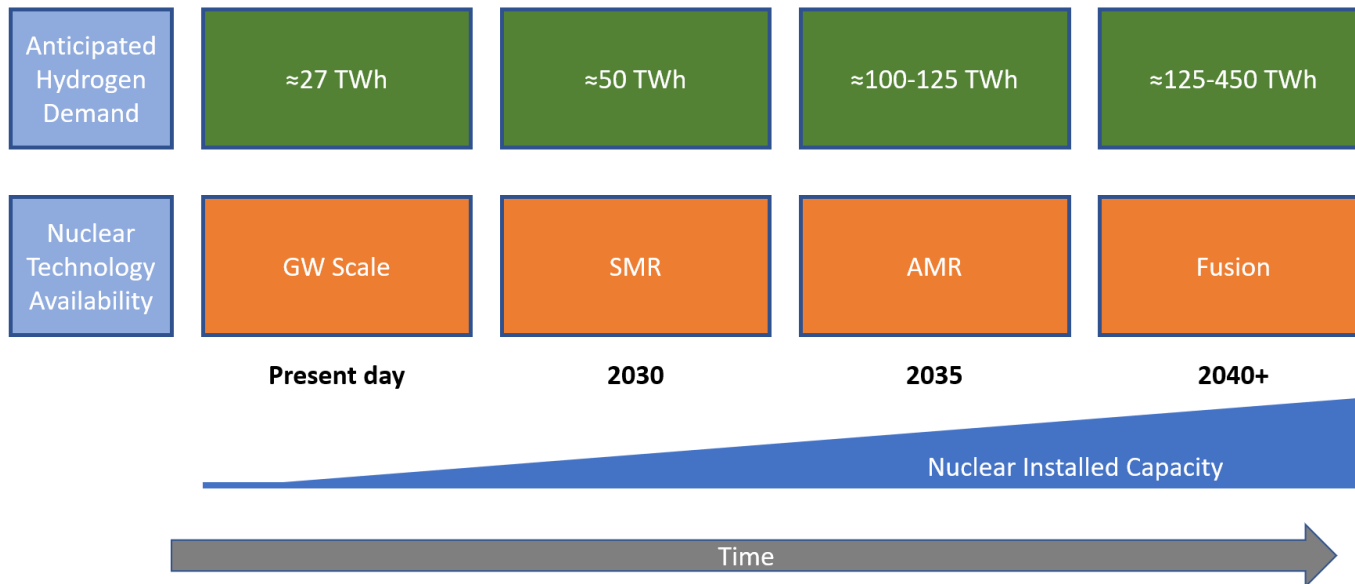 Anticipated
Hydrogen
Demand
≈27 TWh
≈50 TWh
≈100-125 TWh
≈125-450 TWh
Nuclear
Technology
Availability
GW Scale
SMR
AMR
Fusion
Present day
2030
2035
2040+
Nuclear Installed Capacity
Time